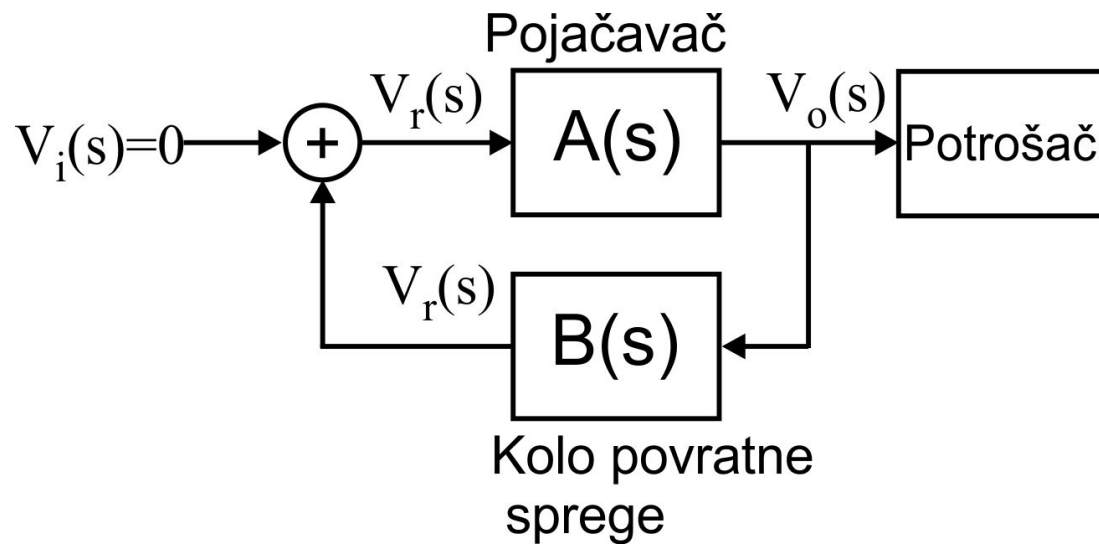 Pojačavač
V_r(s)
V_o(s)
V_i(s)=0
+
A(s)
Potrošač
V_r(s)
B(s)
Kolo povratne
sprege